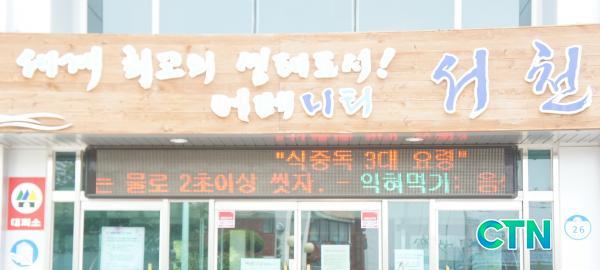 세계 최고의 생태도시!
어메니티 서천
"식중독 3대 요령"
는 물로 2초이상 씻자. - 익혀먹기
대피소
CTN
26